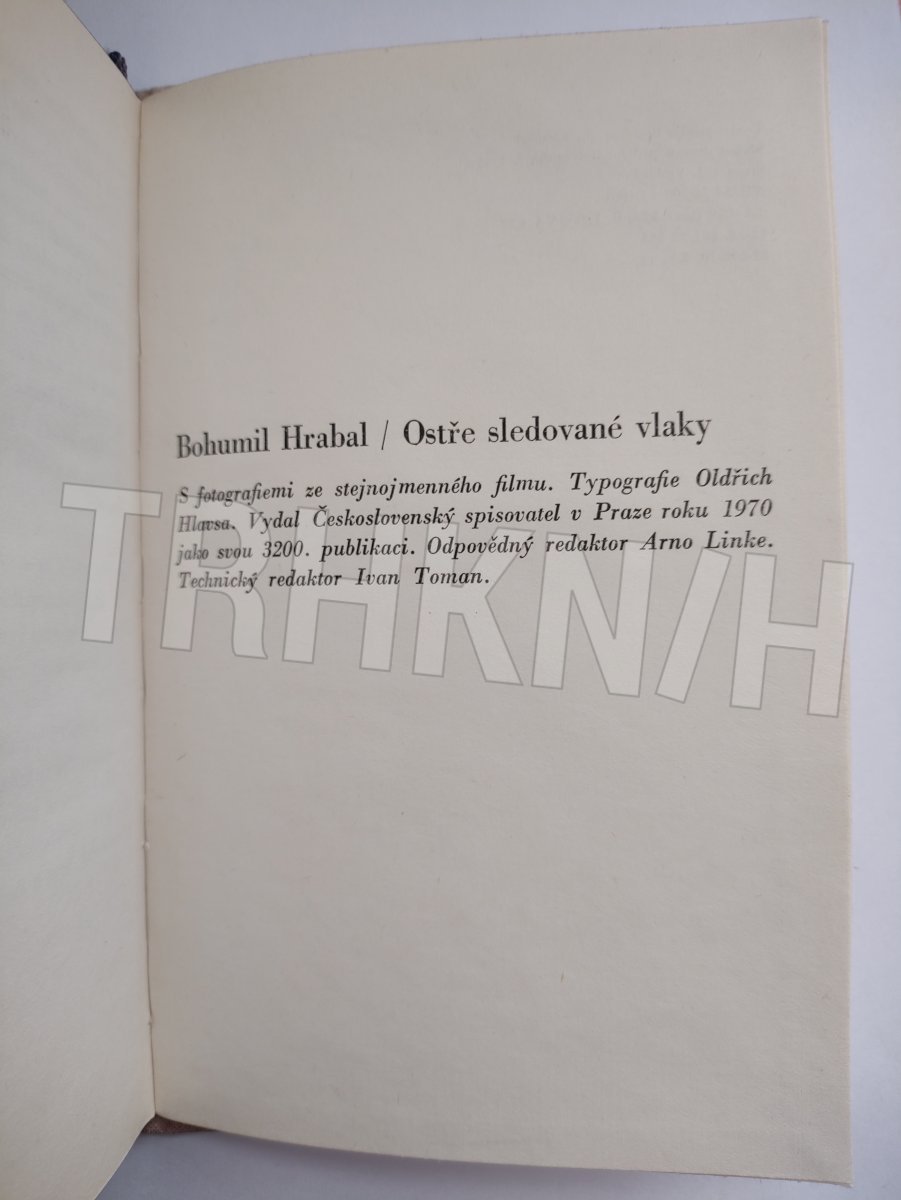 Bohumil Hrabal / Ostře sledované vlaky
S fotografiemi ze stejnojmenného filmu. Typografie Oldřich
Hlavsa. Vydal Československý spisovatel v Praze roku 1970
jako svou 3200. publikaci. Odpovědný redaktor Arno Linke.
Technický redaktor Ivan Toman.
TRHKN/H